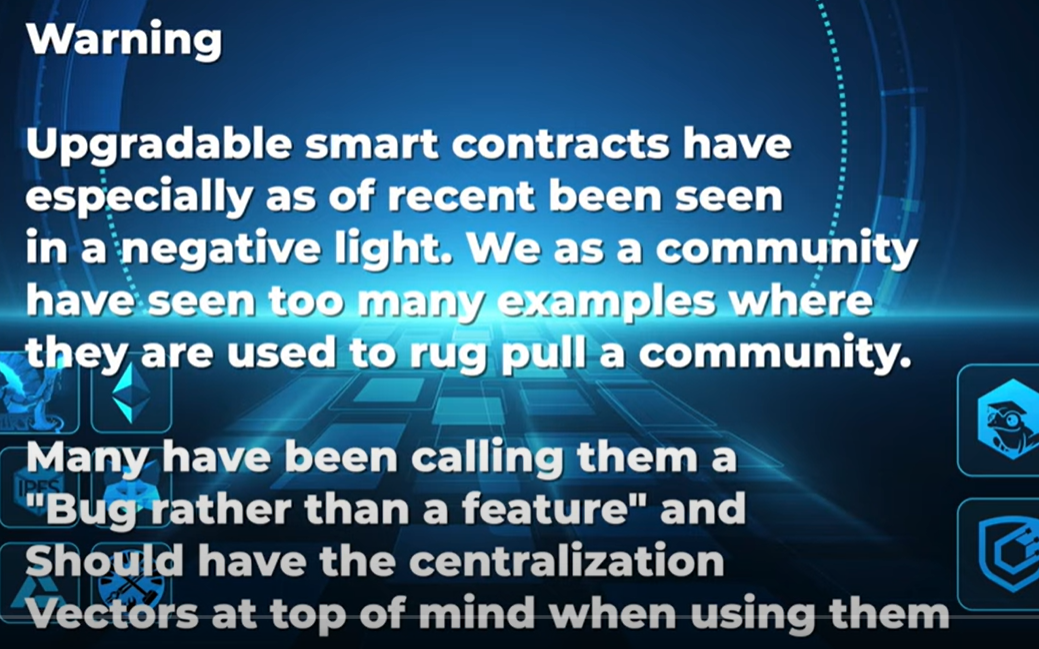 Warning
Upgradable smart contracts have
especially as of recent been seen
in a negative light. We as a community
have seen too many examples where
they are used to rug pull a community.
Many have been calling them a
"Bug rather than a feature" and
Should have the centralization
Vectors at top of mind when using them
IPFS